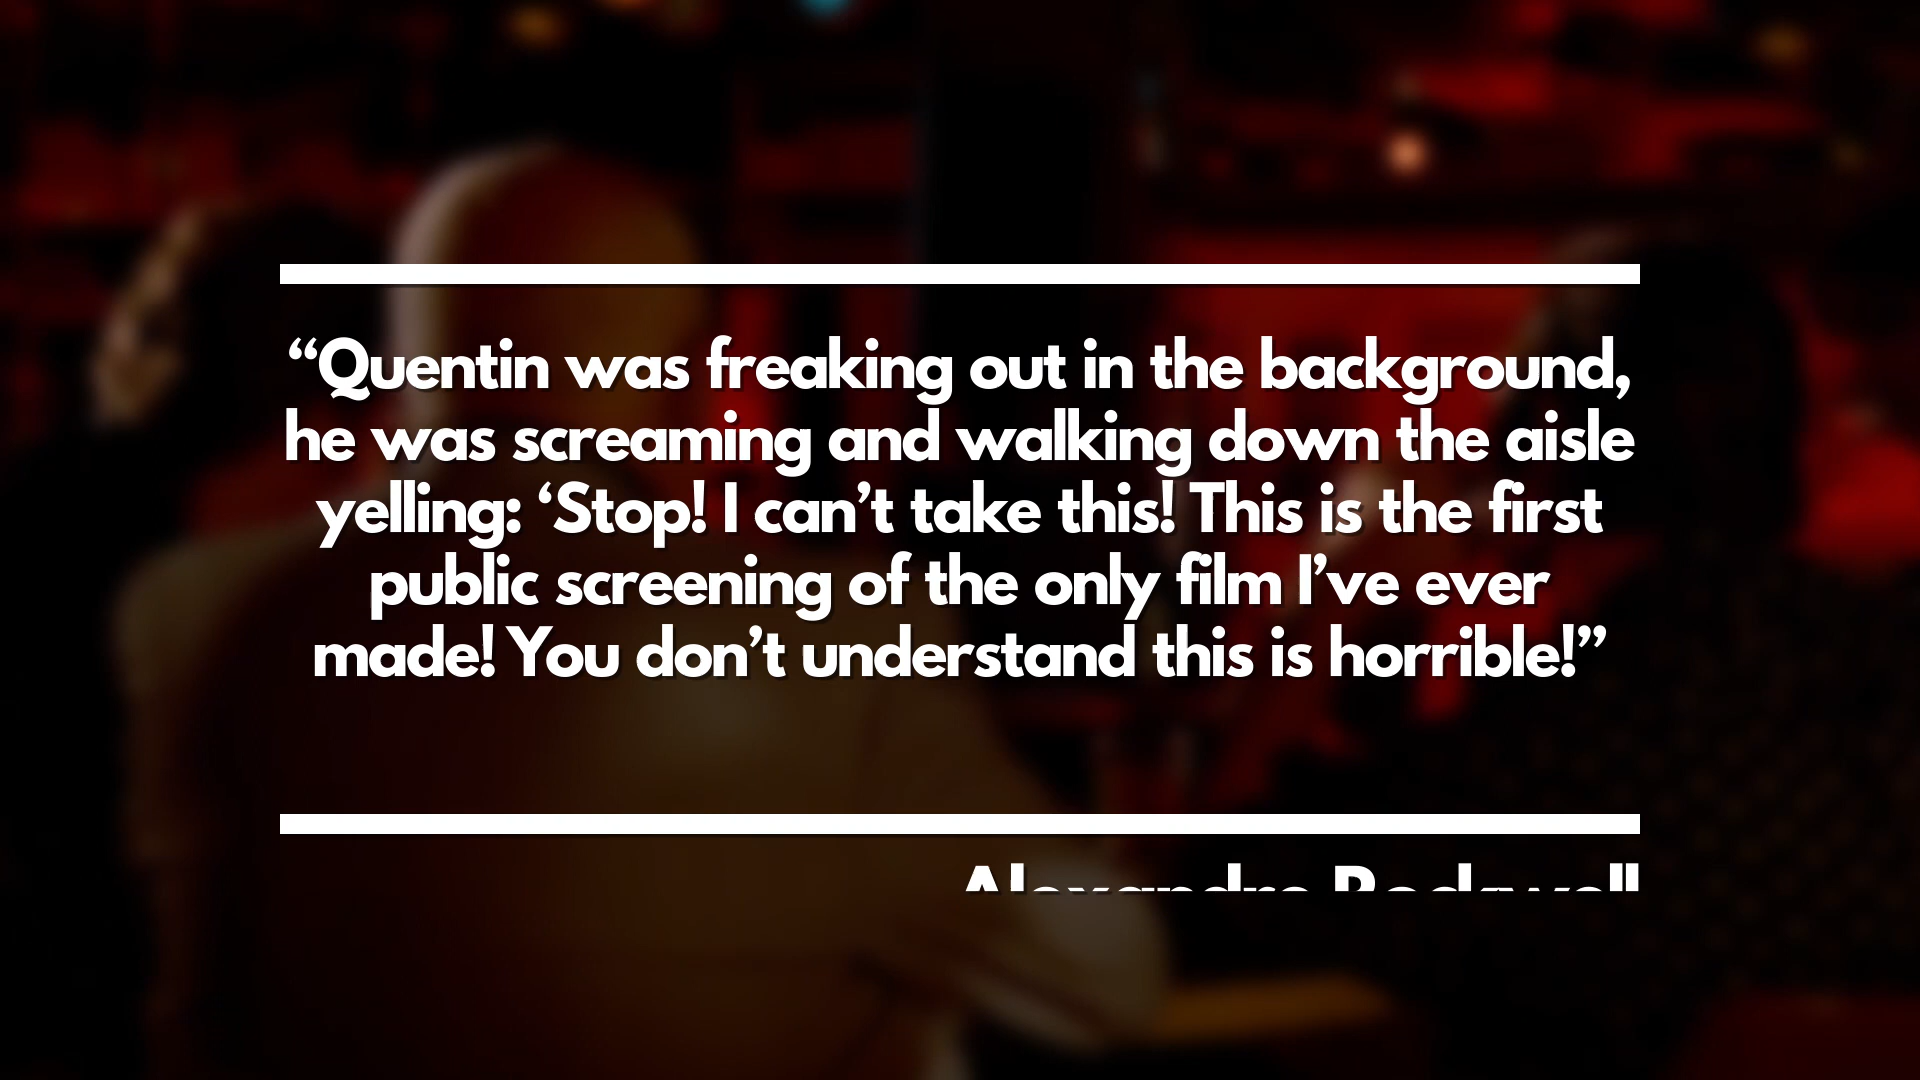 “Quentin was freaking out in the background,
he was screaming and walking down the aisle
yelling: ‘Stop! I can’t take this! This is the first
public screening of the only film I’ve ever
made! You don’t understand this is horrible!”
Alexandre Rockwell